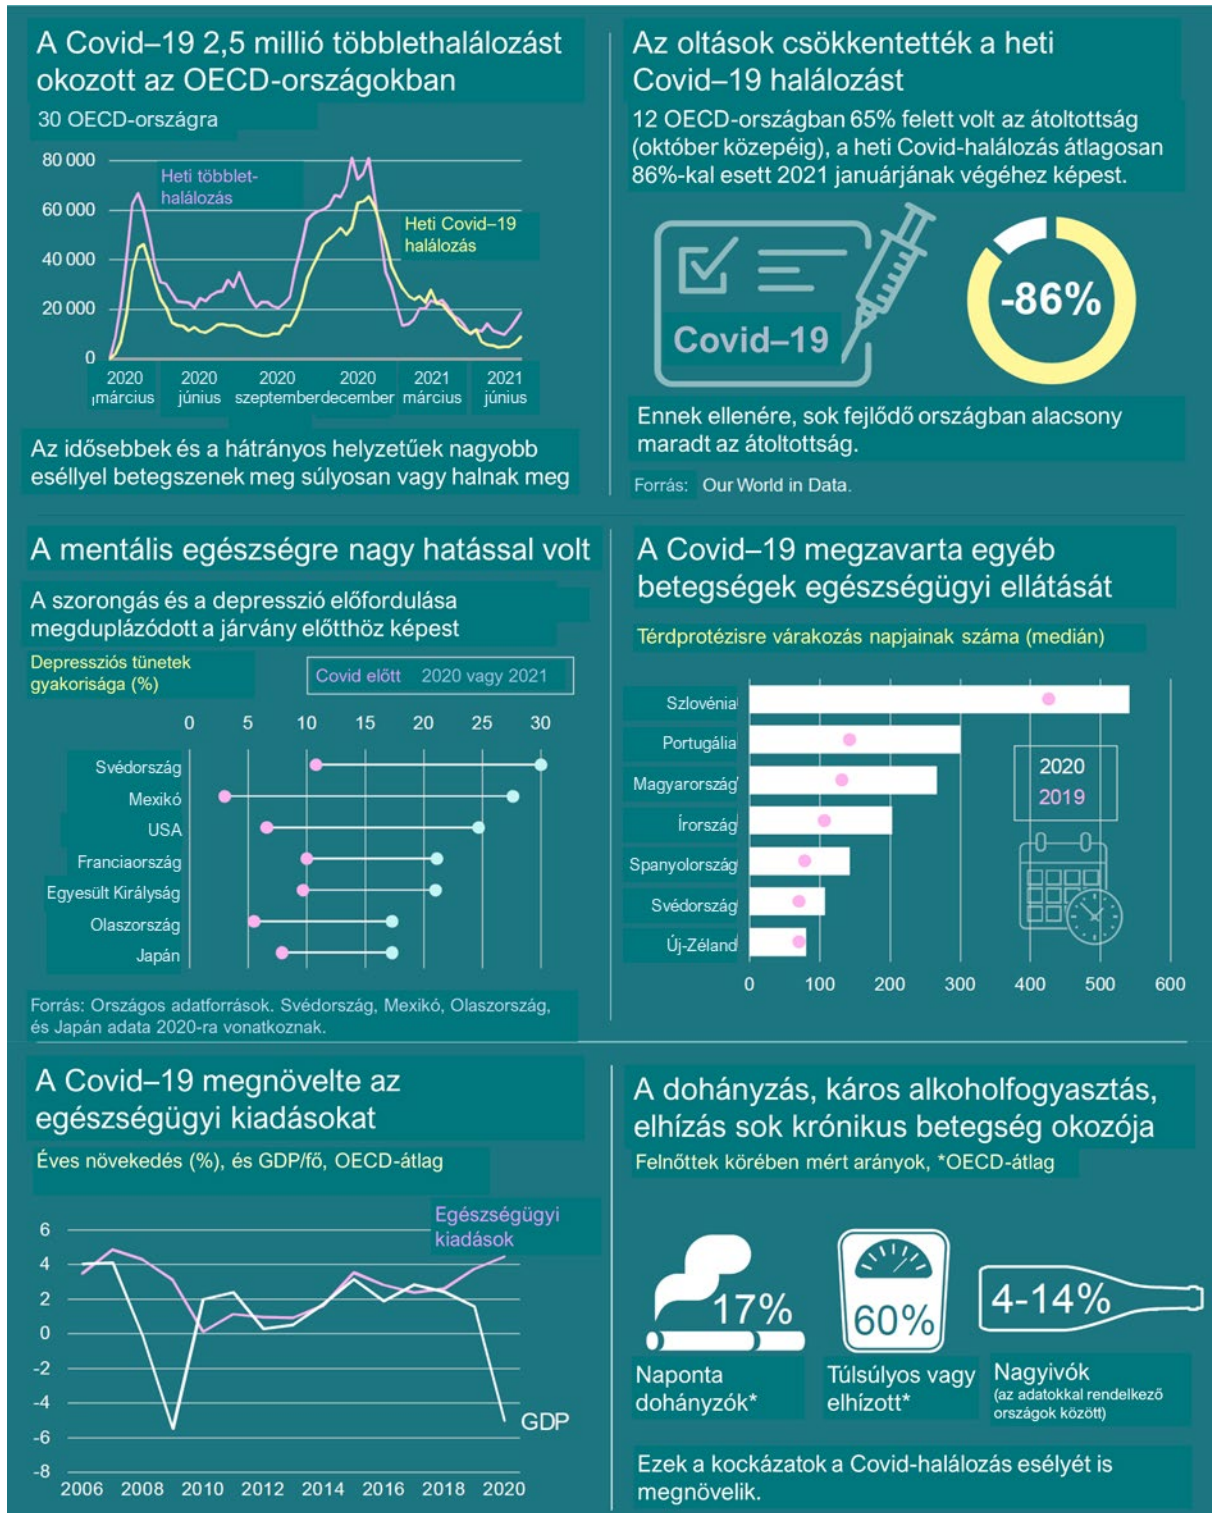 A Covid–19 2,5 millió többlethalálozást
okozott az OECD-országokban
30 OECD-országra
80 000
60 000
40 000
20 000
0
Heti többlet-
halálozás
Heti Covid–19
halálozás
2020
március
2020
június
2020
szeptember
2020
december
2021
március
2021
június
Az idősebbek és a hátrányos helyzetűek nagyobb
eséllyel betegszenek meg súlyosan vagy halnak meg
Az oltások csökkentették a heti
Covid–19 halálozást
12 OECD-országban 65% felett volt az átoltottság
(október közepéig), a heti Covid-halálozás átlagosan
86%-kal esett 2021 januárjának végéhez képest.
Covid–19
-86%
Ennek ellenére, sok fejlődő országban alacsony
maradt az átoltottság.
Forrás: Our World in Data.
A mentális egészségre nagy hatással volt
A szorongás és a depresszió előfordulása
megduplázódott a járvány előtthöz képest
Depressziós tünetek
gyakorisága (%)
Covid előtt 2020 vagy 2021
0 5 10 15 20 25 30
Svédország
Mexikó
USA
Franciaország
Egyesült Királyság
Olaszország
Japán
Forrás: Országos adatforrások. Svédország, Mexikó, Olaszország,
és Japán adata 2020-ra vonatkoznak.
A Covid–19 megzavarta egyéb
betegségek egészségügyi ellátását
Térdprotézisre várakozás napjainak száma (medián)
Szlovénia
Portugália
Magyarország
Írország
Spanyolország
Svédország
Új-Zéland
2020
2019
0 100 200 300 400 500 600
A Covid–19 megnövelte az
egészségügyi kiadásokat
Éves növekedés (%), és GDP/fő, OECD-átlag
Egészségügyi
kiadások
6
4
2
0
-2
-4
-6
-8
GDP
2006 2008 2010 2012 2014 2016 2018 2020
A dohányzás, káros alkoholfogyasztás,
elhízás sok krónikus betegség okozója
Felnőttek körében mért arányok, *OECD-átlag
17%
60%
4-14%
Naponta
dohányzók*
Túlsúlyos vagy
elhízott*
Nagyivók
(az adatokkal rendelkező
országok között)
Ezek a kockázatok a Covid-halálozás esélyét is
megnövelik.